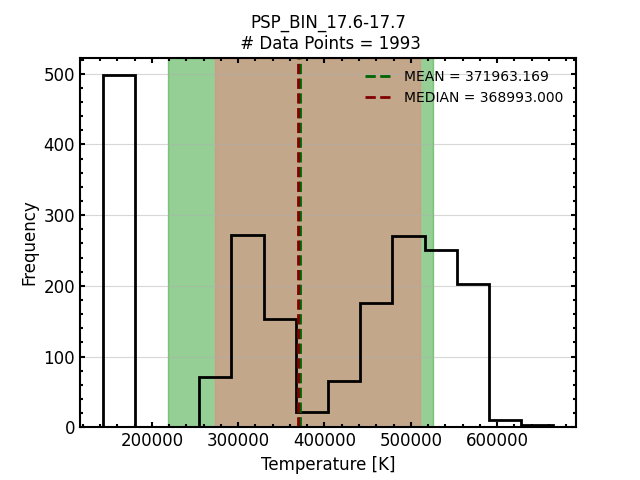 PSP_BIN_17.6-17.7
# Data Points = 1993
MEAN = 371963.169
MEDIAN = 368993.000
500
400
300
200
100
0
Frequency
200000 300000 400000 500000 600000
Temperature [K]